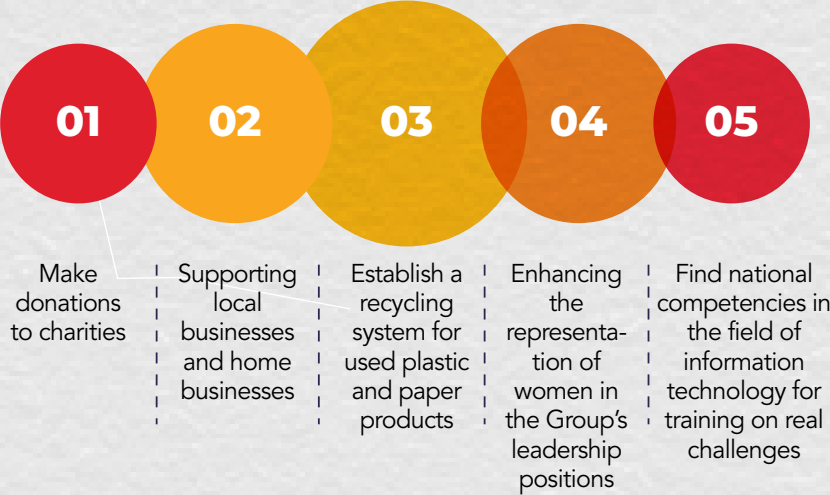 01
02
03
04
05
Make
donations
to charities
Supporting
local
businesses
and home
businesses
Establish a
recycling
system for
used plastic
and paper
products
Enhancing
the
representa-
tion of
women in
the Group’s
leadership
positions
Find national
competencies in
the field of
information
technology for
training on real
challenges